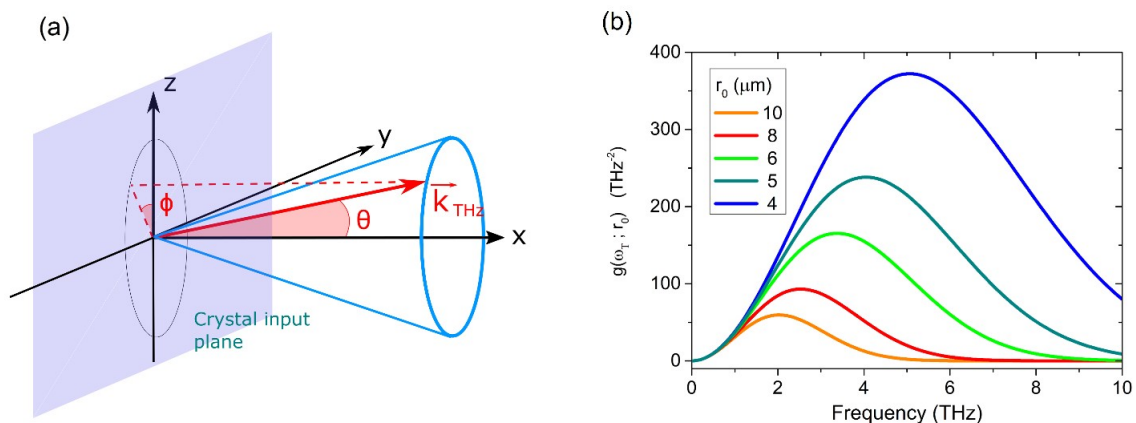 (a)
z
y
ϕ
k THz
θ
x
Crystal input
plane
(b)
g(ω_T , r_0) (THz^-2)
400
300
200
100
0
r_0 (μm)
10
8
6
5
4
0 2 4 6 8 10
Frequency (THz)